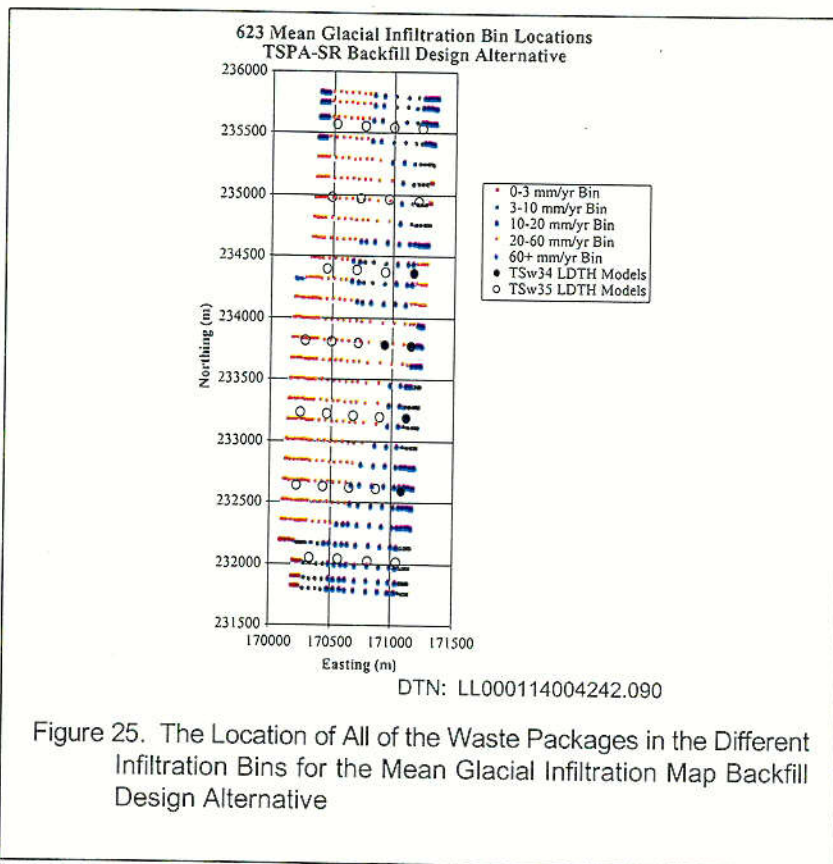 623 Mean Glacial Infiltration Bin Locations
TSPA-SR Backfill Design Alternative
236000
235500
235000
234500
234000
233500
233000
232500
232000
231500
Northing (m)
170000 170500 171000 171500
Easting (m)
0-3 mm/yr Bin
3-10 mm/yr Bin
10-20 mm/yr Bin
20-60 mm/yr Bin
60+ mm/yr Bin
TSw34 LDTH Models
TSw35 LDTH Models
DTN: LL000114004242.090
Figure 25. The Location of All of the Waste Packages in the Different
Infiltration Bins for the Mean Glacial Infiltration Map Backfill
Design Alternative